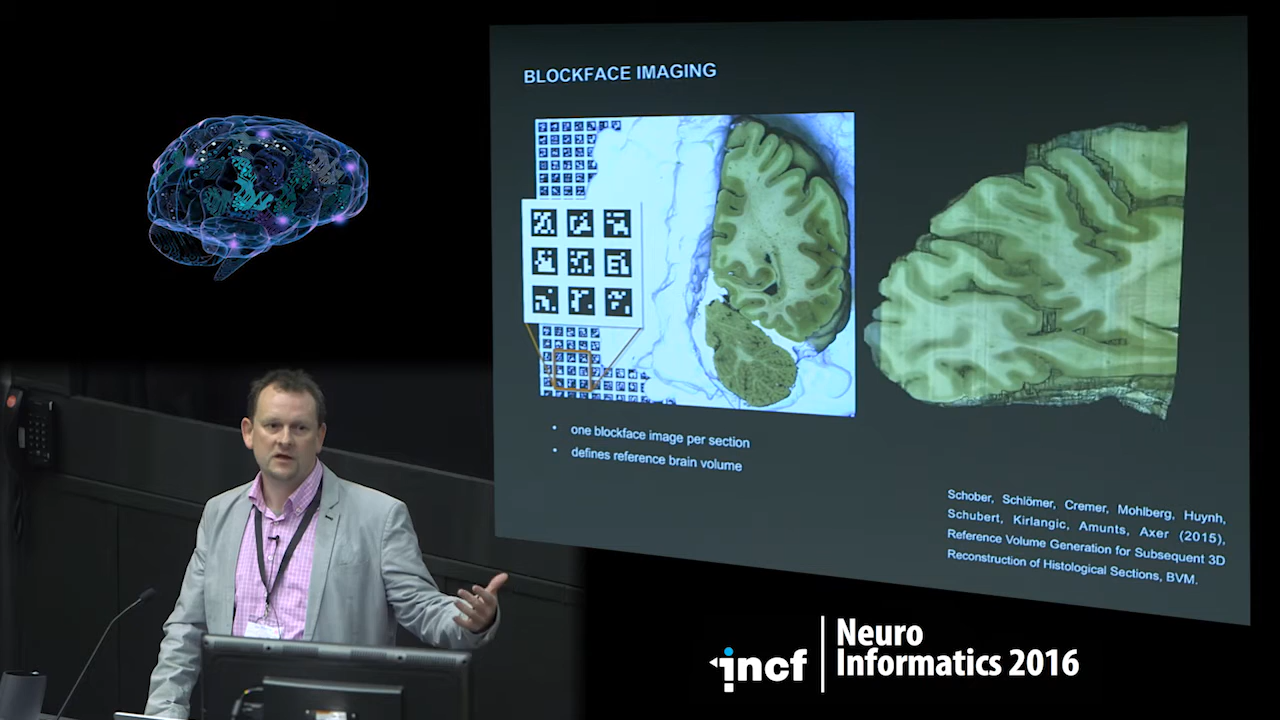 BLOCKFACE IMAGING
• one blockface image per section
• defines reference brain volume
Schober, Schlömer, Cremer, Mohlberg, Huynh,
Schubert, Kirlangic, Amunts, Axer (2015),
Reference Volume Generation for Subsequent 3D
Reconstruction of Histological Sections, BVM.
incf
Neuro
Informatics 2016